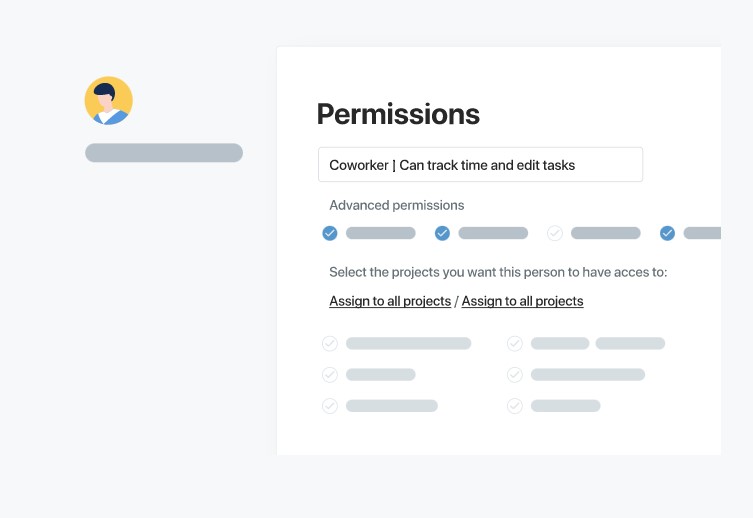 Permissions
Coworker | Can track time and edit tasks
Advanced permissions
Select the projects you want this person to have acces to:
Assign to all projects / Assign to all projects